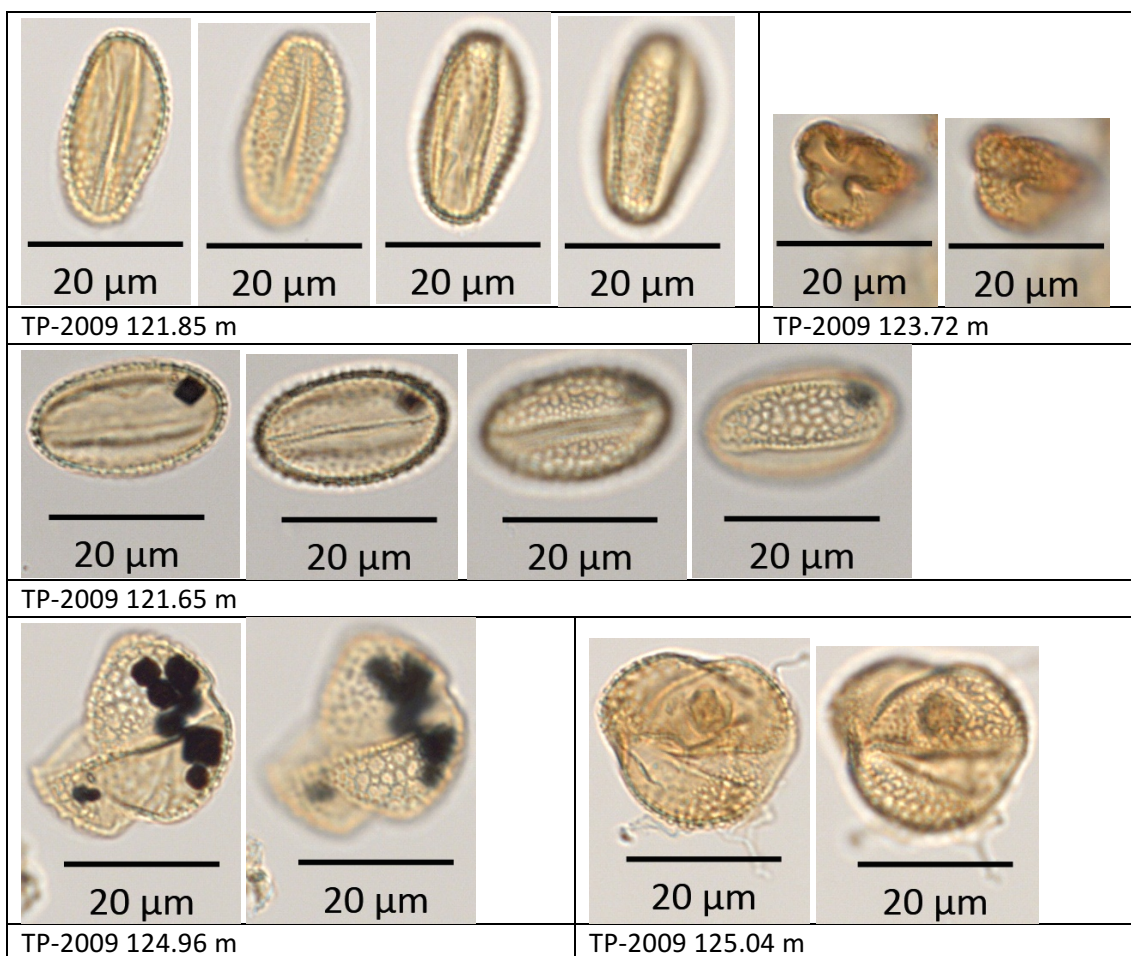 20 µm 20 µm 20 µm 20 µm 20 µm 20 µm
TP-2009 121.85 m TP-2009 123.72 m
20 µm 20 µm 20 µm 20 µm
TP-2009 121.65 m
20 µm 20 µm 20 µm 20 µm
TP-2009 124.96 m TP-2009 125.04 m